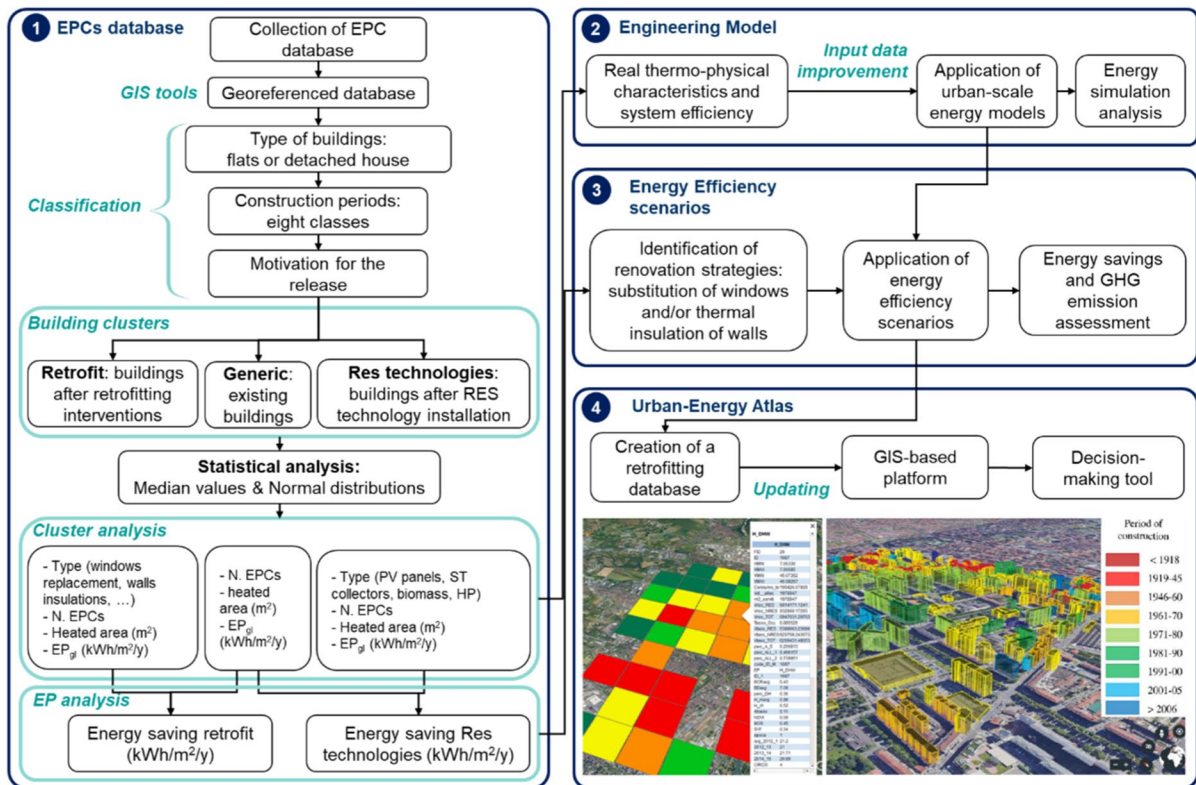 1 EPCs database
Collection of EPC
database
GIS tools
Georeferenced database
Type of buildings:
flats or detached house
Classification
Construction periods:
eight classes
Motivation for the
release
Building clusters
Retrofit: buildings
after retrofitting
interventions
Generic:
existing
buildings
Res technologies:
buildings after RES
technology installation
Statistical analysis:
Median values & Normal distributions
Cluster analysis
- Type (windows
replacement, walls
insulations, …)
- N. EPCs
- Heated area (m²)
- EPgl (kWh/m²/y)
- N. EPCs
- heated
area (m²)
- EPgl
(kWh/m²/y)
- Type (PV panels, ST
collectors, biomass, HP)
- N. EPCs
- Heated area (m²)
- EPgl (kWh/m²/y)
EP analysis
Energy saving retrofit
(kWh/m²/y)
Energy saving Res
technologies (kWh/m²/y)
2 Engineering Model
Real thermo-physical
characteristics and
system efficiency
Input data
improvement
Application of
urban-scale
energy models
Energy
simulation
analysis
3 Energy Efficiency
scenarios
Identification of
renovation strategies:
substitution of windows
and/or thermal
insulation of walls
Application of
energy
efficiency
scenarios
Energy savings
and GHG
emission
assessment
4 Urban-Energy Atlas
Creation of a
retrofitting
database
Updating
GIS-based
platform
Decision-
making tool
Period of
construction
< 1918
1919-45
1946-60
1961-70
1971-80
1981-90
1991-00
2001-05
> 2006